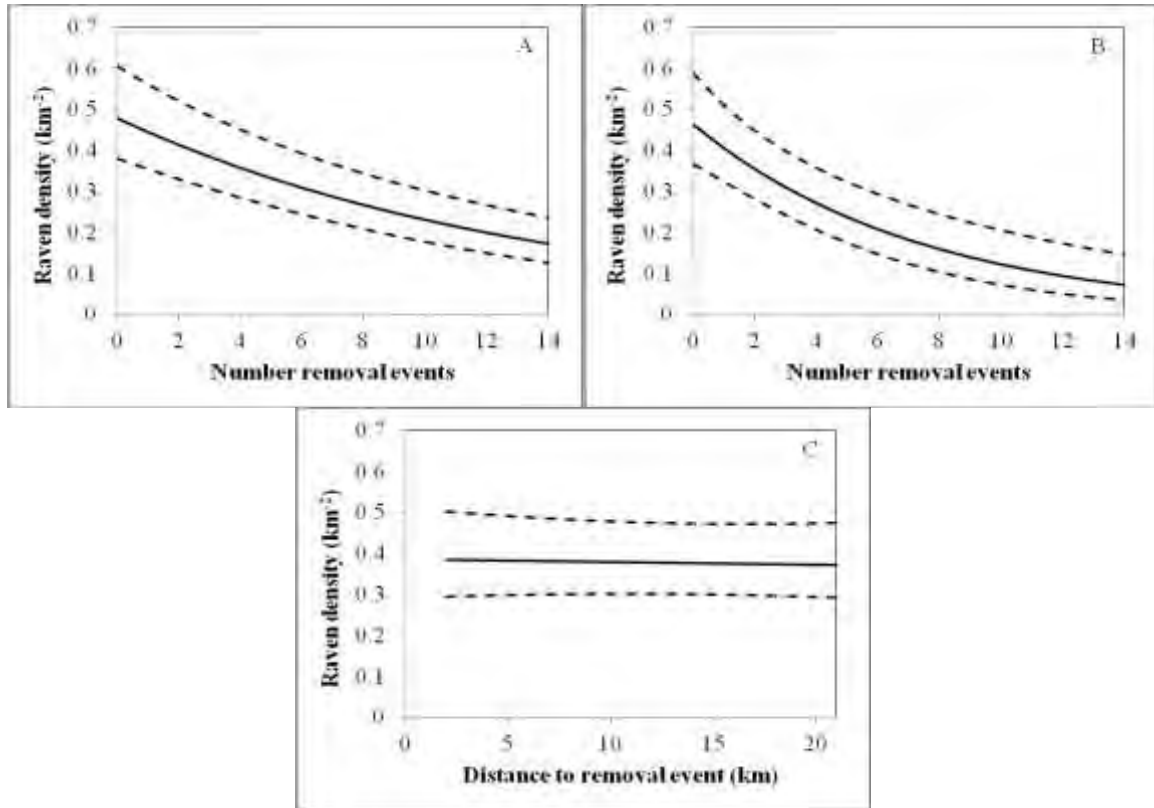 A
Raven density (km⁻²)
0.7
0.6
0.5
0.4
0.3
0.2
0.1
0
0 2 4 6 8 10 12 14
Number removal events
B
Raven density (km⁻²)
0.7
0.6
0.5
0.4
0.3
0.2
0.1
0
0 2 4 6 8 10 12 14
Number removal events
C
Raven density (km⁻²)
0.7
0.6
0.5
0.4
0.3
0.2
0.1
0
0 5 10 15 20
Distance to removal event (km)